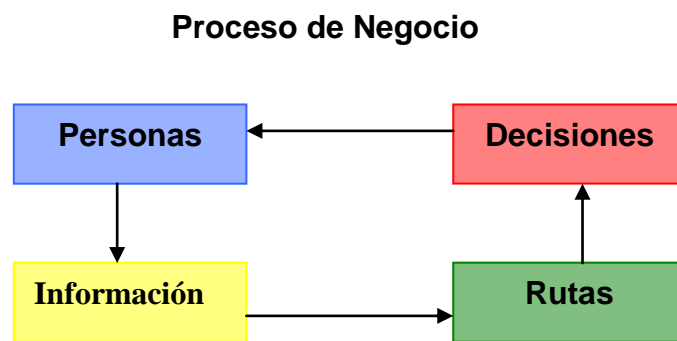 Proceso de Negocio
Personas
Decisiones
Información
Rutas